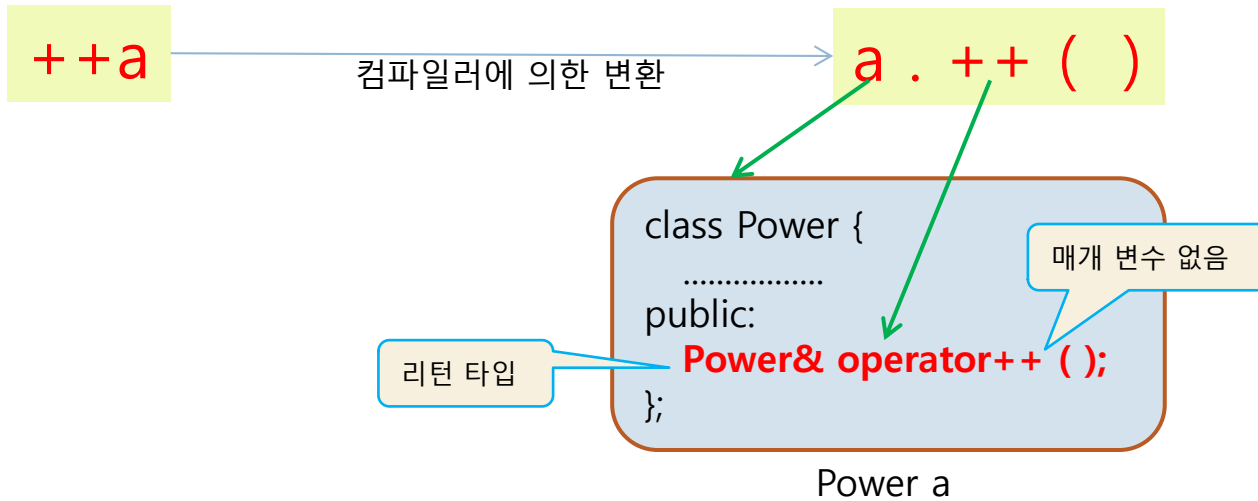 ++a
컴파일러에 의한 변환
a . ++ ( )
class Power {
.................
public:
Power& operator++ ( );
};
매개 변수 없음
리턴 타입
Power a